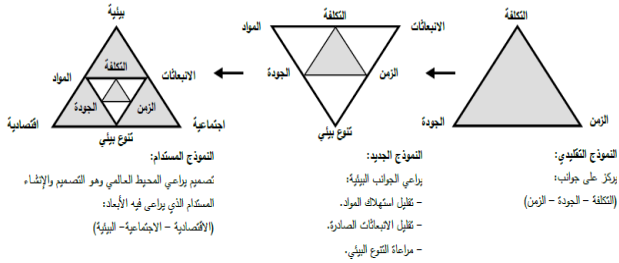 التكلفة
الجودة
الزمن
النموذج التقليدي:
يركز على جوانب:
(التكلفة – الجودة – الزمن)
المواد
التكلفة
الانبعاثات
الجودة
الزمن
تنوع بيئي
النموذج الجديد:
يراعي الجوانب البيئية:
– تقليل استهلاك المواد.
– تقليل الانبعاثات الصادرة.
– مراعاة التنوع البيئي.
بيئية
التكلفة
المواد
الانبعاثات
الجودة
الزمن
اقتصادية
اجتماعية
تنوع بيئي
النموذج المستدام:
تصميم يراعي المحيط العالمي وهو التصميم والإنشاء
المستدام الذي يراعى فيه الأبعاد:
(الاقتصادية – الاجتماعية– البيئية)